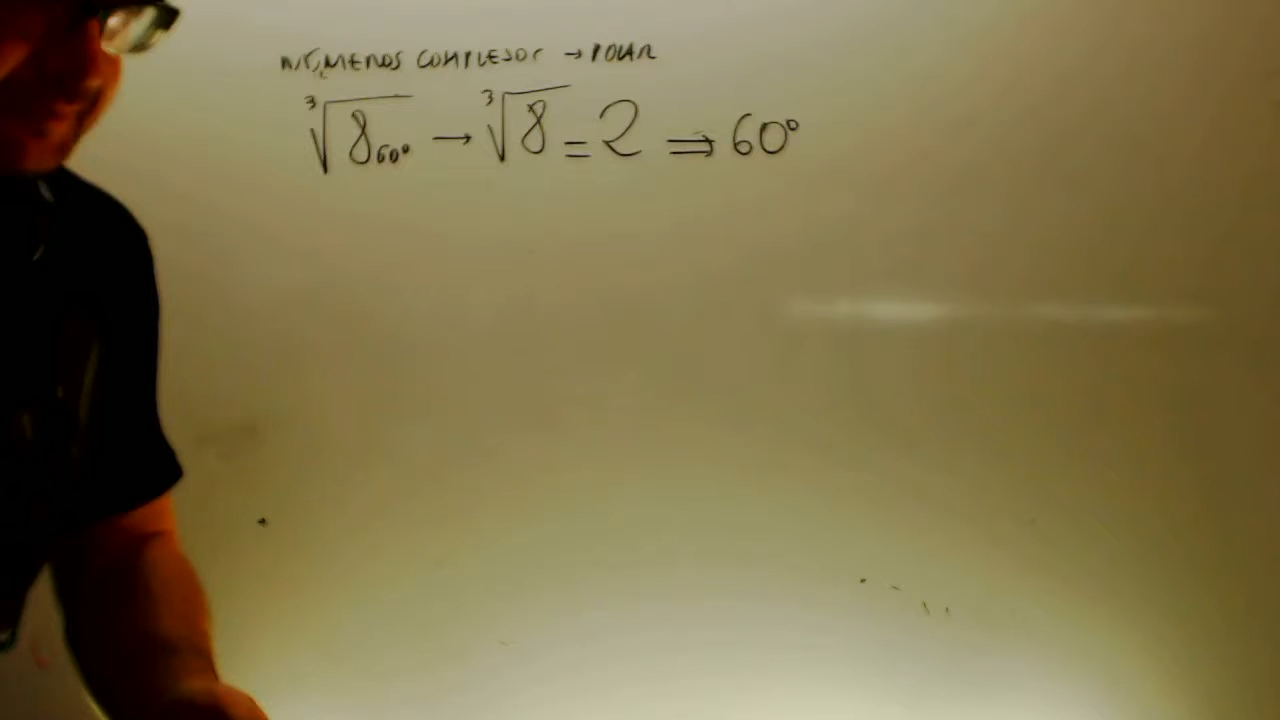 NÚMEROS COMPLEJOS → POLAR
∛8₆₀° → ∛8 = 2 ⇒ 60°